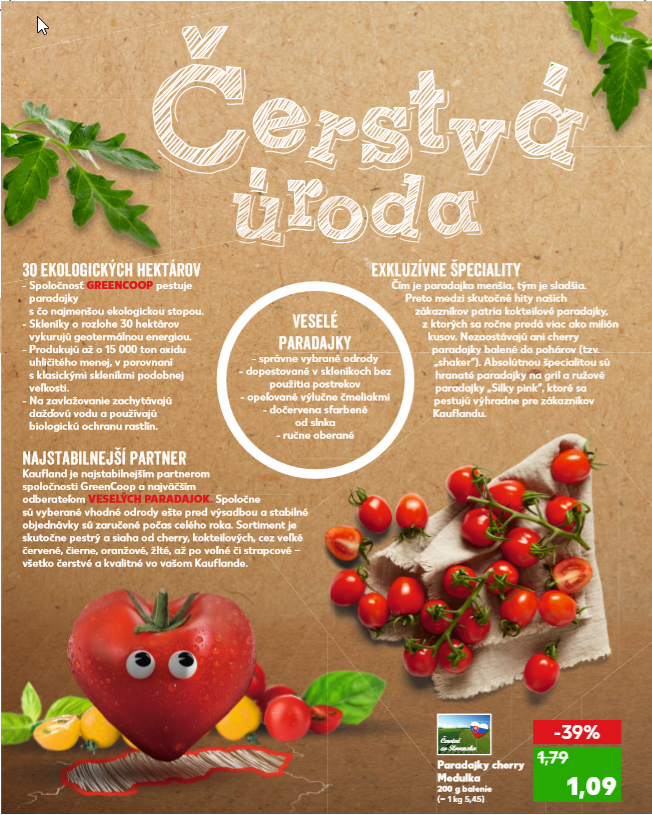 Čerstvá
úroda
30 EKOLOGICKÝCH HEKTÁROV
- Spoločnosť GREENCOOP pestuje
paradajky
s čo najmenšou ekologickou stopou.
- Skleníky o rozlohe 30 hektárov
vykurujú geotermálnou energiou.
- Produkujú až o 15 000 ton oxidu
uhličitého menej, v porovnaní
s klasickými skleníkmi podobnej
veľkosti.
- Na zavlažovanie zachytávajú
dažďovú vodu a používajú
biologickú ochranu rastlín.
VESELÉ
PARADAJKY
- správne vybrané odrody
- dopestované v skleníkoch bez
použitia postrekov
- opeľované výlučne čmeliakmi
- dočervena sfarbené
od slnka
- ručne oberané
EXKLUZÍVNE ŠPECIALITY
Čím je paradajka menšia, tým je sladšia.
Preto medzi skutočné hity našich
zákazníkov patria kokteilové paradajky,
z ktorých sa ročne predá viac ako milión
kusov. Nezaostávajú ani cherry
paradajky balené do pohárov (tzv.
„shaker"). Absolútnou špecialitou sú
hranaté paradajky na gril a ružové
paradajky „Silky pink", ktoré sa
pestujú výhradne pre zákazníkov
Kauflandu.
NAJSTABILNEJŠÍ PARTNER
Kaufland je najstabilnejším partnerom
spoločnosti GreenCoop a najväčším
odberateľom VESELÝCH PARADAJOK. Spoločne
sú vyberané vhodné odrody ešte pred výsadbou a stabilné
objednávky sú zaručené počas celého roka. Sortiment je
skutočne pestrý a siaha od cherry, kokteilových, cez veľké
červené, čierne, oranžové, žlté, až po voľné či strapcové –
všetko čerstvé a kvalitné vo vašom Kauflande.
Čerstvé
zo Slovenska
Paradajky cherry
Medulka
200 g balenie
(= 1 kg 5,45)
-39%
1,79
1,09